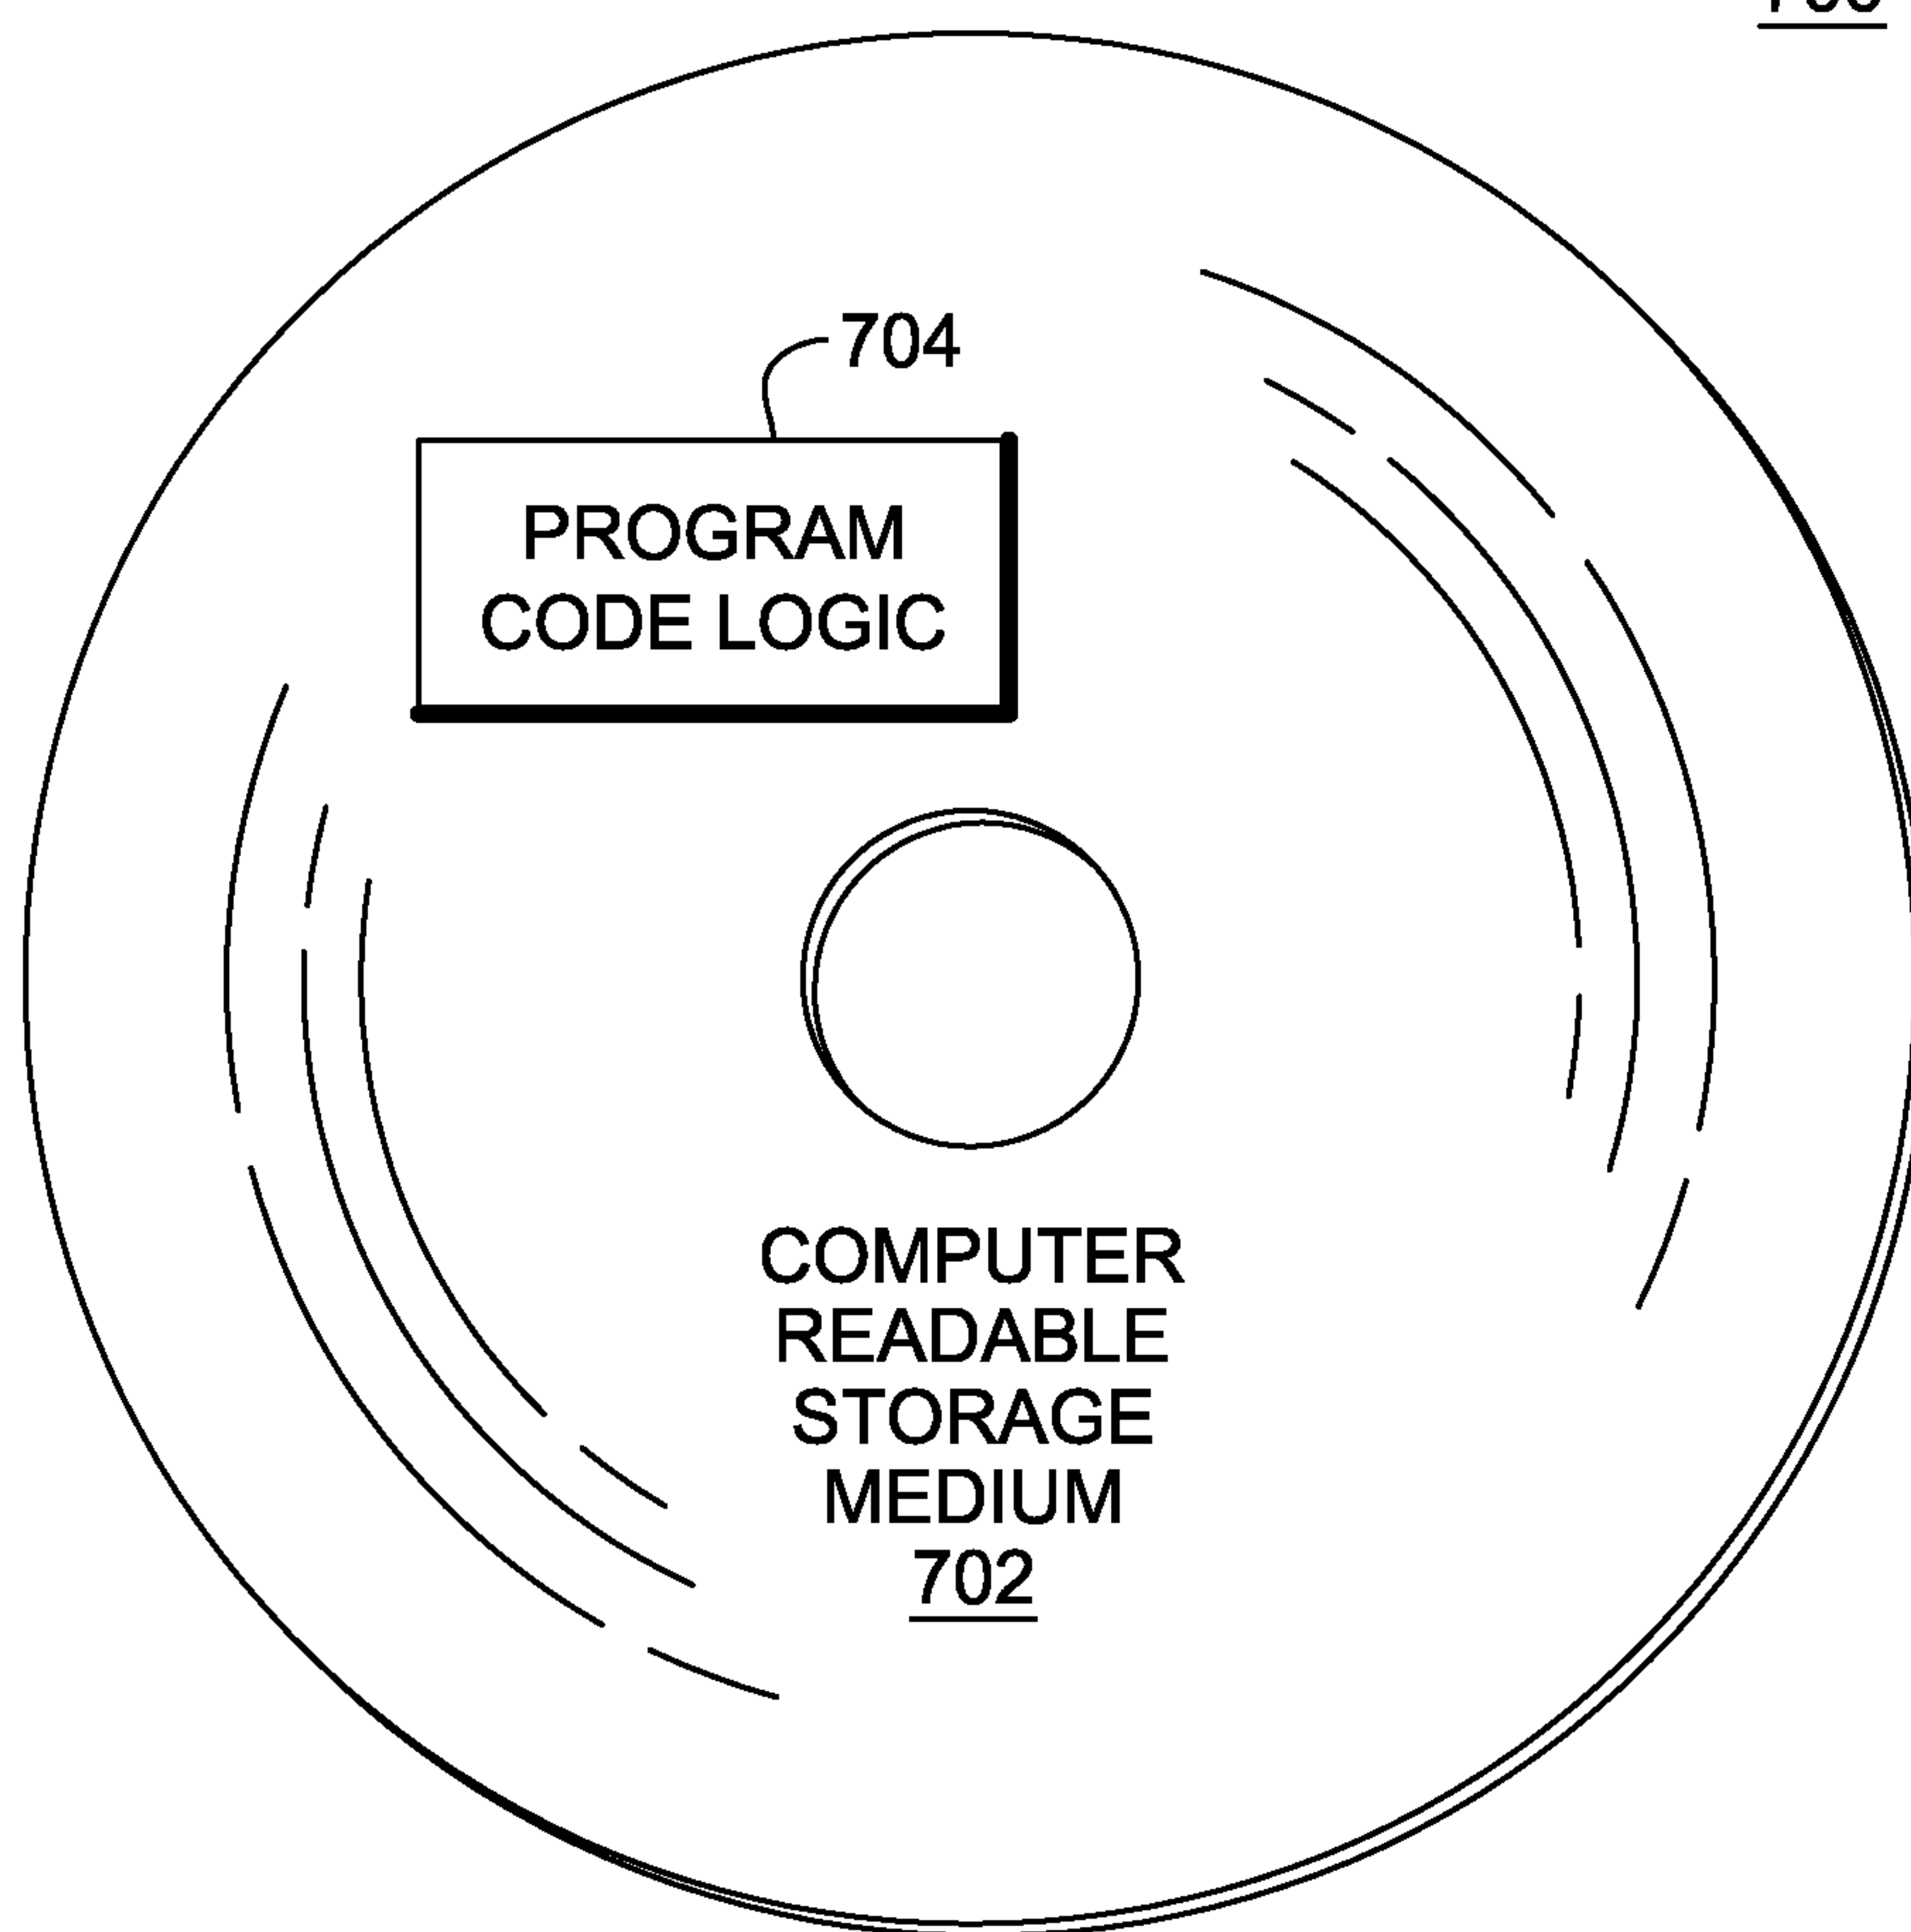 704
PROGRAM
CODE LOGIC
COMPUTER
READABLE
STORAGE
MEDIUM
702